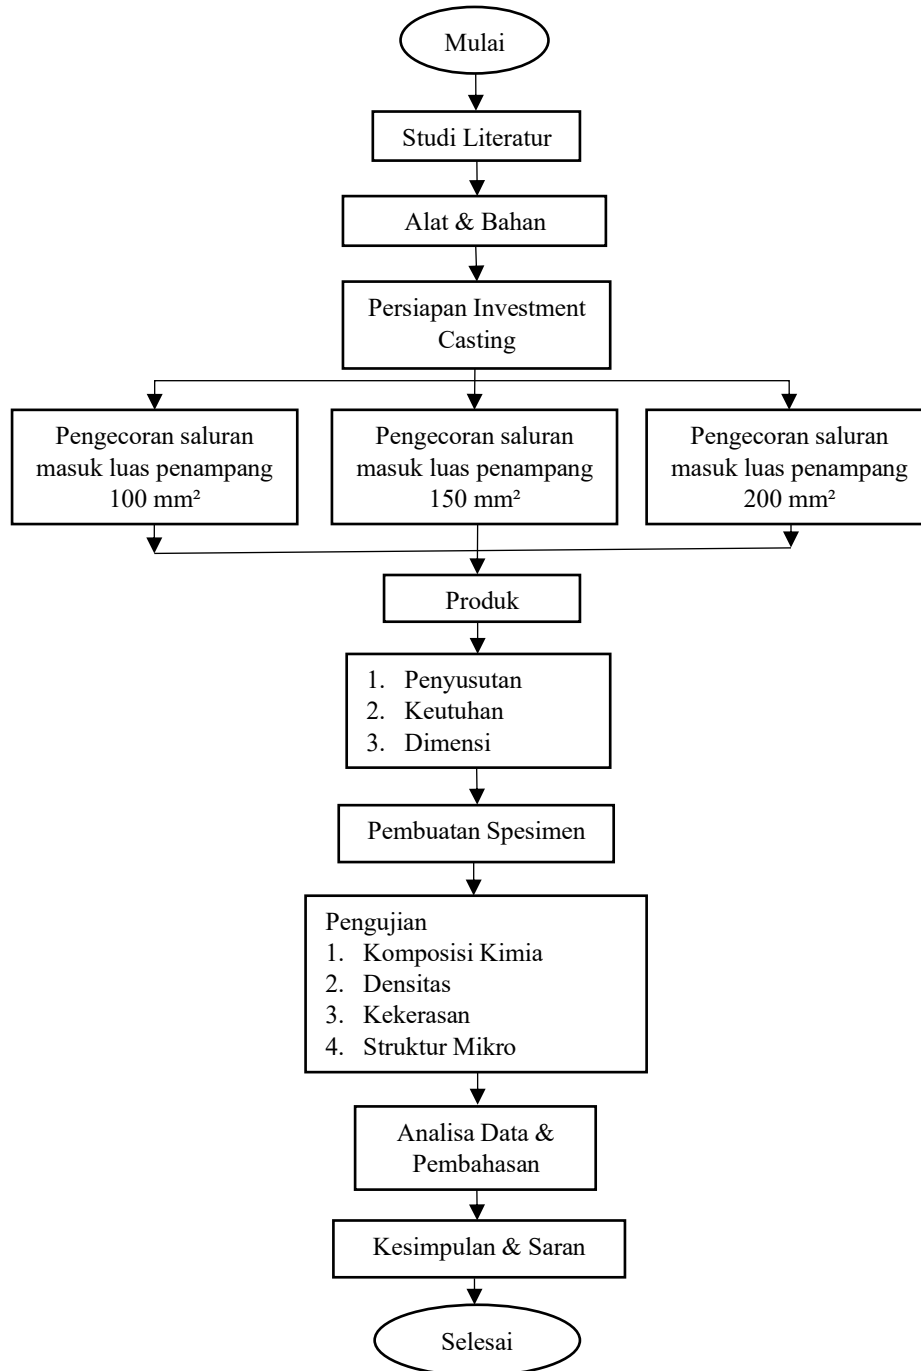 Mulai
Studi Literatur
Alat & Bahan
Persiapan Investment
Casting
Pengecoran saluran
masuk luas penampang
100 mm²
Pengecoran saluran
masuk luas penampang
150 mm²
Pengecoran saluran
masuk luas penampang
200 mm²
Produk
1. Penyusutan
2. Keutuhan
3. Dimensi
Pembuatan Spesimen
Pengujian
1. Komposisi Kimia
2. Densitas
3. Kekerasan
4. Struktur Mikro
Analisa Data &
Pembahasan
Kesimpulan & Saran
Selesai